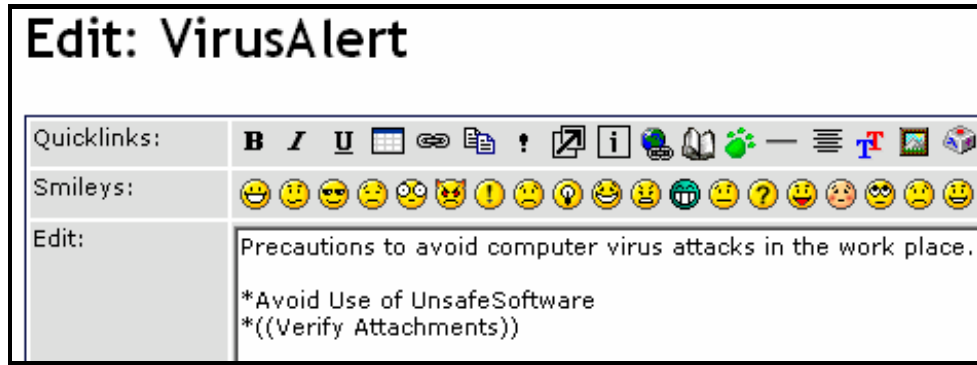 Edit: VirusAlert
Quicklinks:
B I U
Smileys:
Edit:
Precautions to avoid computer virus attacks in the work place.
*Avoid Use of UnsafeSoftware
*((Verify Attachments))